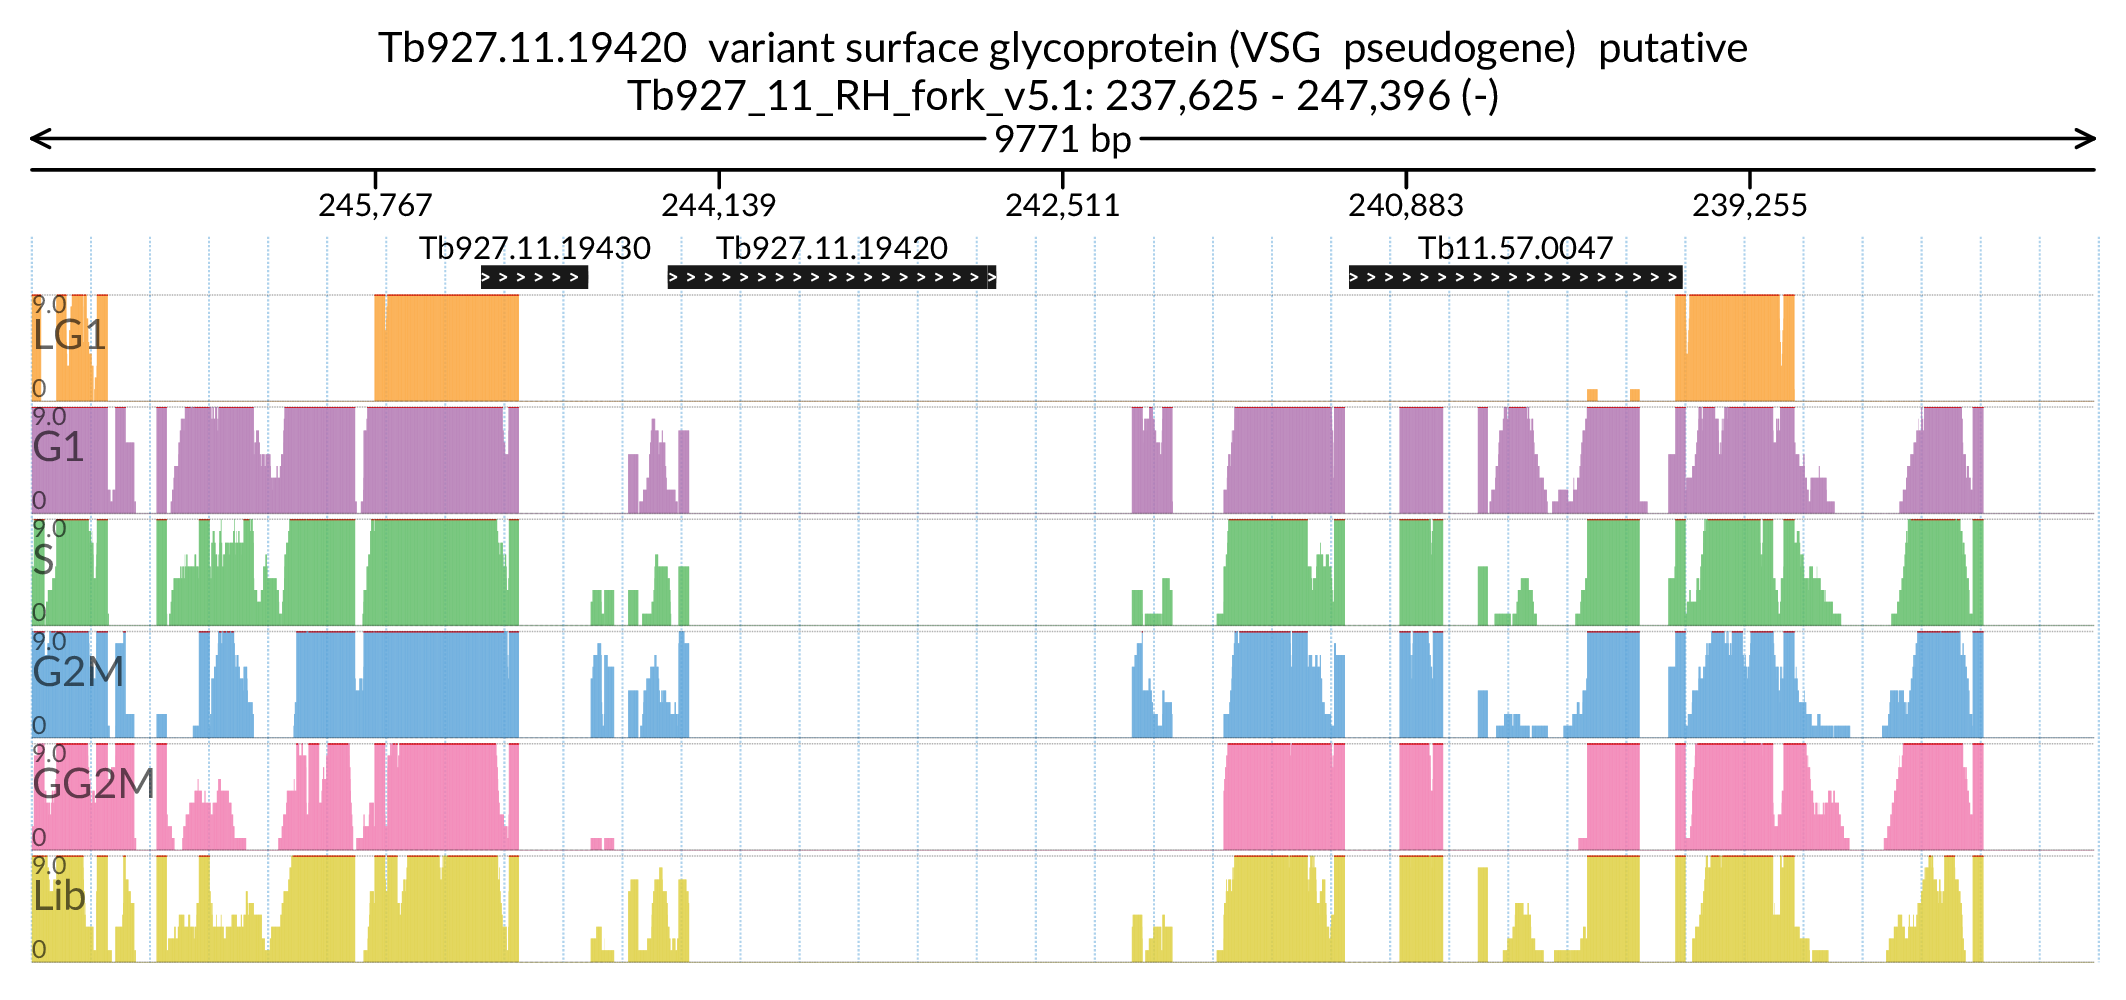 Tb927.11.19420 variant surface glycoprotein (VSG pseudogene) putative
Tb927_11_RH_fork_v5.1: 237,625 - 247,396 (-)
9771 bp
245,767 244,139 242,511 240,883 239,255
Tb927.11.19430 Tb927.11.19420 Tb11.57.0047
9.0
LG1
0
9.0
G1
0
9.0
S
0
9.0
G2M
0
9.0
GG2M
0
9.0
Lib
0